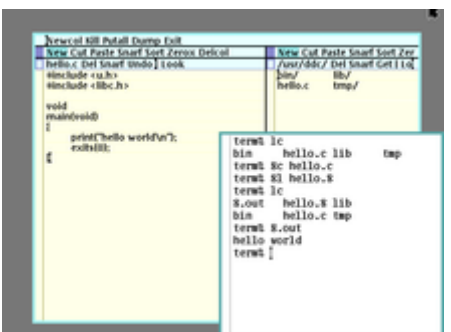 Newcol Kill Putall Dump Exit
New Cut Paste Snarf Sort Zerox Delcol
hello.c Del Snarf Undo | Look
#include <u.h>
#include <libc.h>
void
main(void)
{
print("hello world\n");
exits(0);
}
New Cut Paste Snarf Sort Zer
/usr/ddc/ Del Snarf Get | Lo
bin/ lib/
hello.c tmp/
term% lc
bin hello.c lib tmp
term% 8c hello.c
term% 8l hello.8
term% lc
8.out hello.8 lib
bin hello.c tmp
term% 8.out
hello world
term%